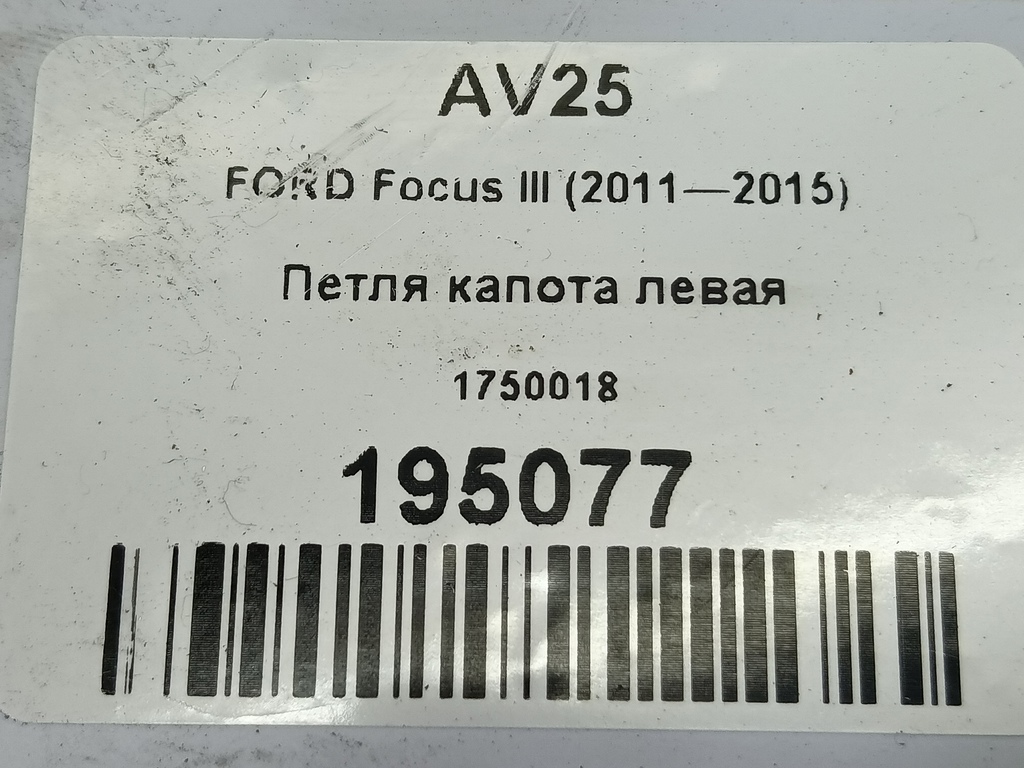 AV25
FORD Focus III (2011—2015)
Петля капота левая
1750018
195077